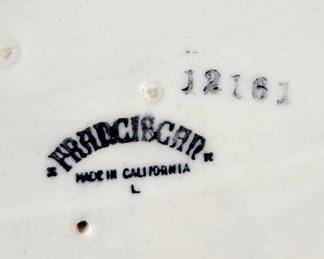 12161
"FRANCISCAN"
MADE IN CALIFORNIA
L